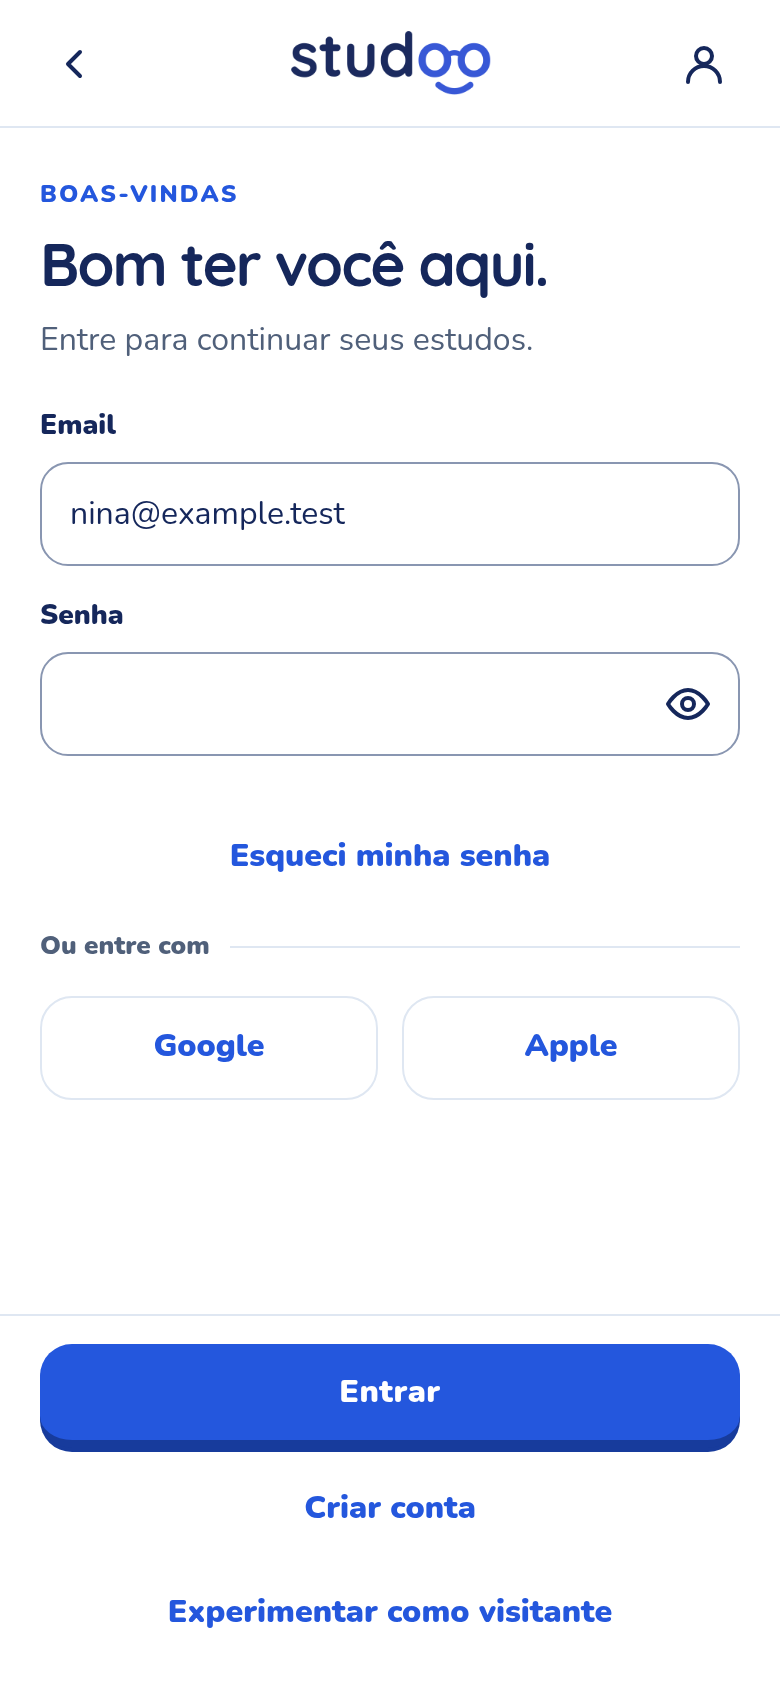 studoo
BOAS-VINDAS
Bom ter você aqui.
Entre para continuar seus estudos.
Email
nina@example.test
Senha
Esqueci minha senha
Ou entre com
Google
Apple
Entrar
Criar conta
Experimentar como visitante